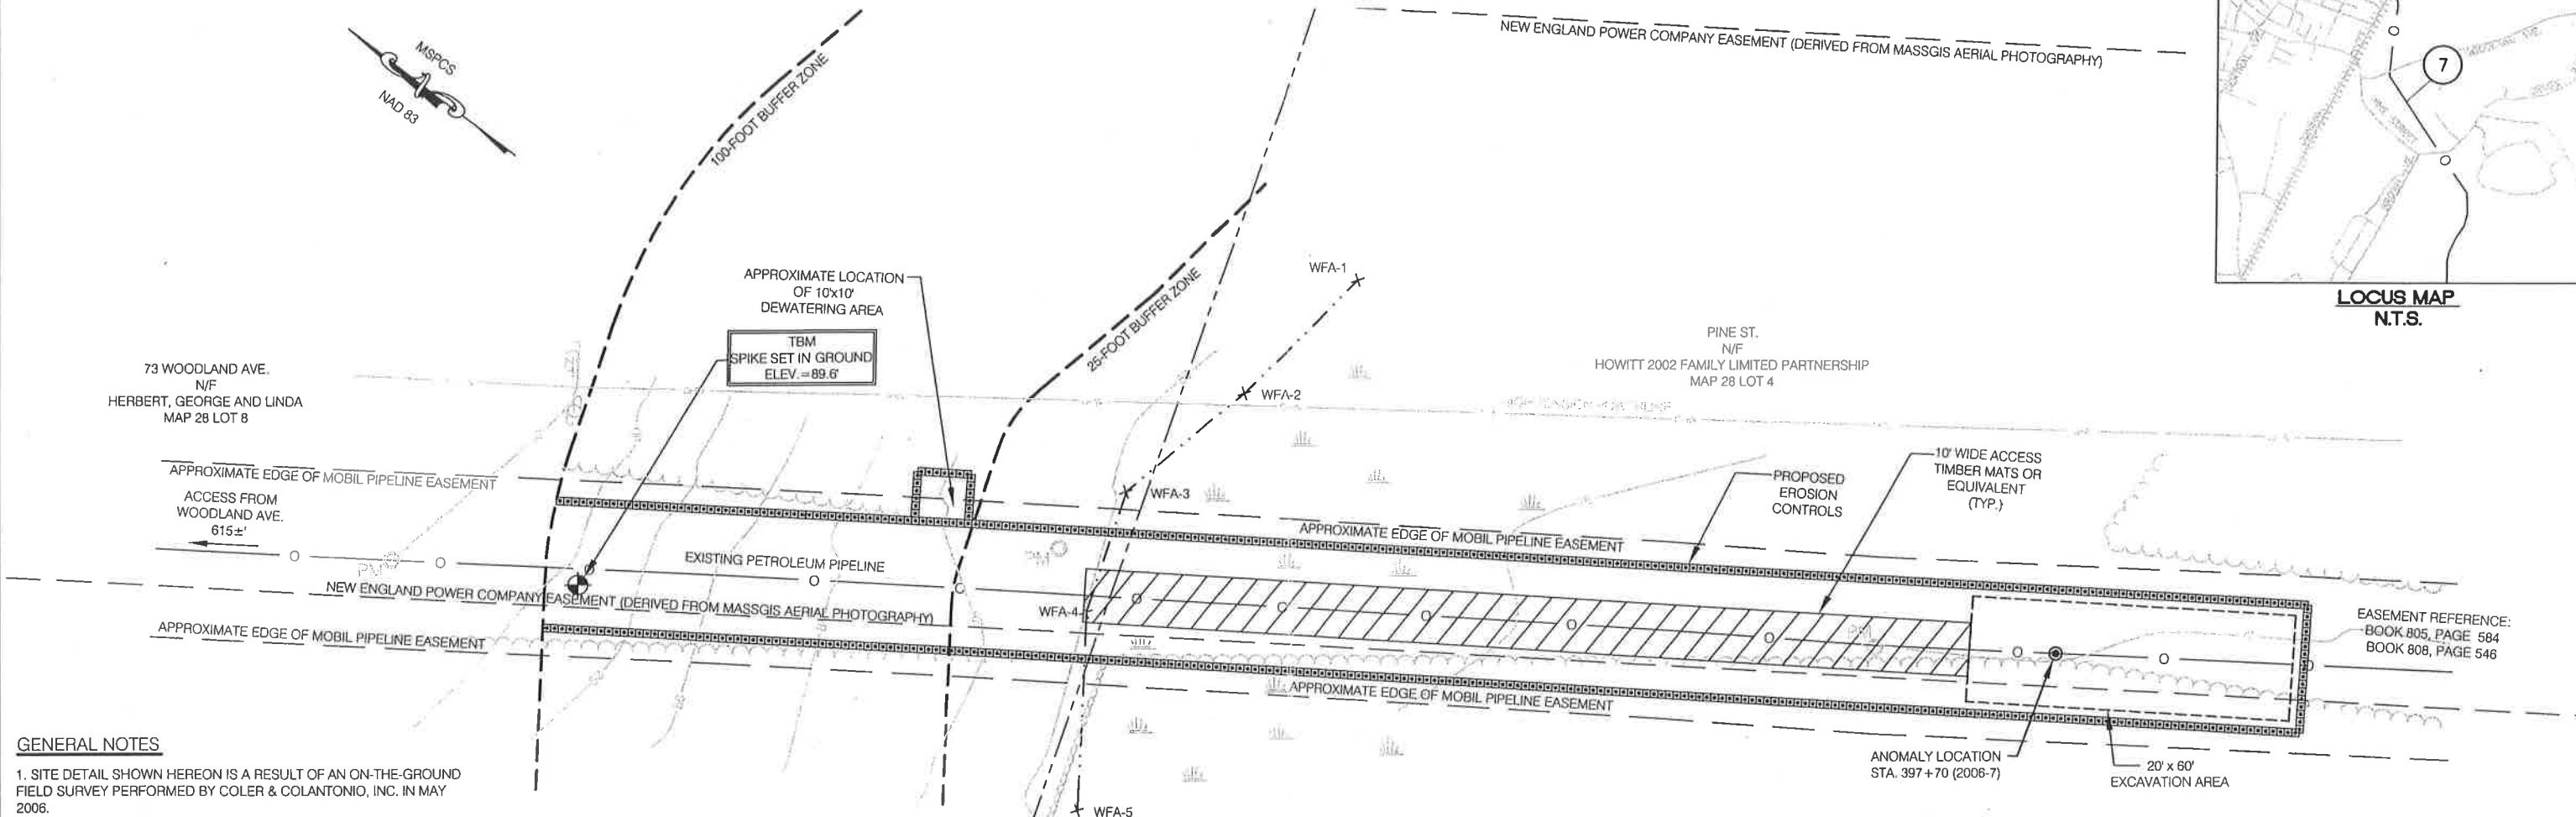 NEW ENGLAND POWER COMPANY EASEMENT (DERIVED FROM MASSGIS AERIAL PHOTOGRAPHY)
MSPCS
NAD 83
100-FOOT BUFFER ZONE
7
PINE STREET
LOCUS MAP
N.T.S.
APPROXIMATE LOCATION
OF 10'x10'
DEWATERING AREA
TBM
SPIKE SET IN GROUND
ELEV.=89.6'
25-FOOT BUFFER ZONE
WFA-1
WFA-2
PINE ST.
N/F
HOWITT 2002 FAMILY LIMITED PARTNERSHIP
MAP 28 LOT 4
73 WOODLAND AVE.
N/F
HERBERT, GEORGE AND LINDA
MAP 28 LOT 8
APPROXIMATE EDGE OF MOBIL PIPELINE EASEMENT
ACCESS FROM
WOODLAND AVE.
615±'
WFA-3
PROPOSED
EROSION
CONTROLS
10' WIDE ACCESS
TIMBER MATS OR
EQUIVALENT
(TYP.)
APPROXIMATE EDGE OF MOBIL PIPELINE EASEMENT
PM
PM
EXISTING PETROLEUM PIPELINE
NEW ENGLAND POWER COMPANY EASEMENT (DERIVED FROM MASSGIS AERIAL PHOTOGRAPHY)
WFA-4
PM
EASEMENT REFERENCE:
BOOK 805, PAGE 584
BOOK 808, PAGE 546
APPROXIMATE EDGE OF MOBIL PIPELINE EASEMENT
APPROXIMATE EDGE OF MOBIL PIPELINE EASEMENT
ANOMALY LOCATION
STA. 397+70 (2006-7)
20' x 60'
EXCAVATION AREA
WFA-5
GENERAL NOTES
1. SITE DETAIL SHOWN HEREON IS A RESULT OF AN ON-THE-GROUND
FIELD SURVEY PERFORMED BY COLER & COLANTONIO, INC. IN MAY
2006.